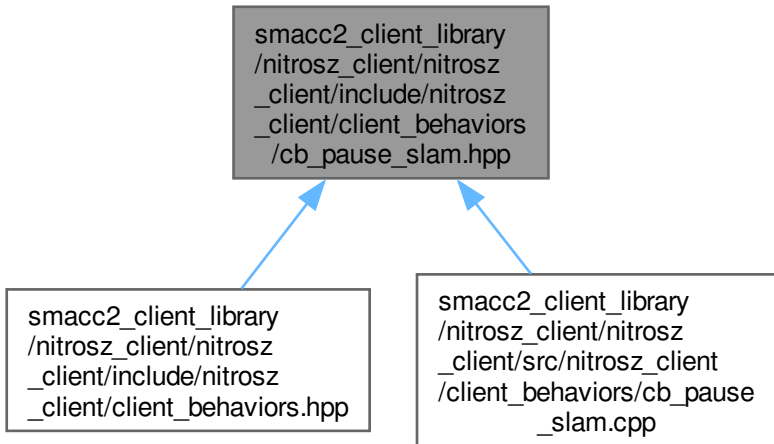 smacc2_client_library
/nitrosz_client/nitrosz
_client/include/nitrosz
_client/client_behaviors
/cb_pause_slam.hpp
smacc2_client_library
/nitrosz_client/nitrosz
_client/include/nitrosz
_client/client_behaviors.hpp
smacc2_client_library
/nitrosz_client/nitrosz
_client/src/nitrosz_client
/client_behaviors/cb_pause
_slam.cpp